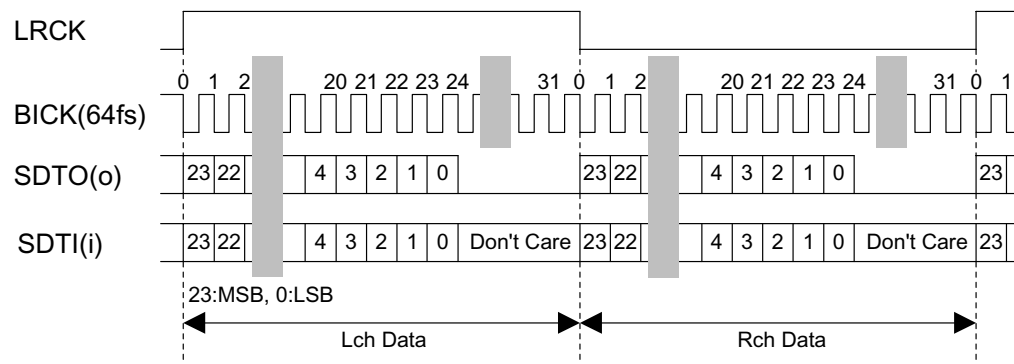 LRCK
0 1 2 20 21 22 23 24 31 0 1 2 20 21 22 23 24 31 0 1
BICK(64fs)
SDTO(o) 23 22 4 3 2 1 0 23 22 4 3 2 1 0 23
SDTI(i) 23 22 4 3 2 1 0 Don't Care 23 22 4 3 2 1 0 Don't Care 23
23:MSB, 0:LSB
Lch Data Rch Data